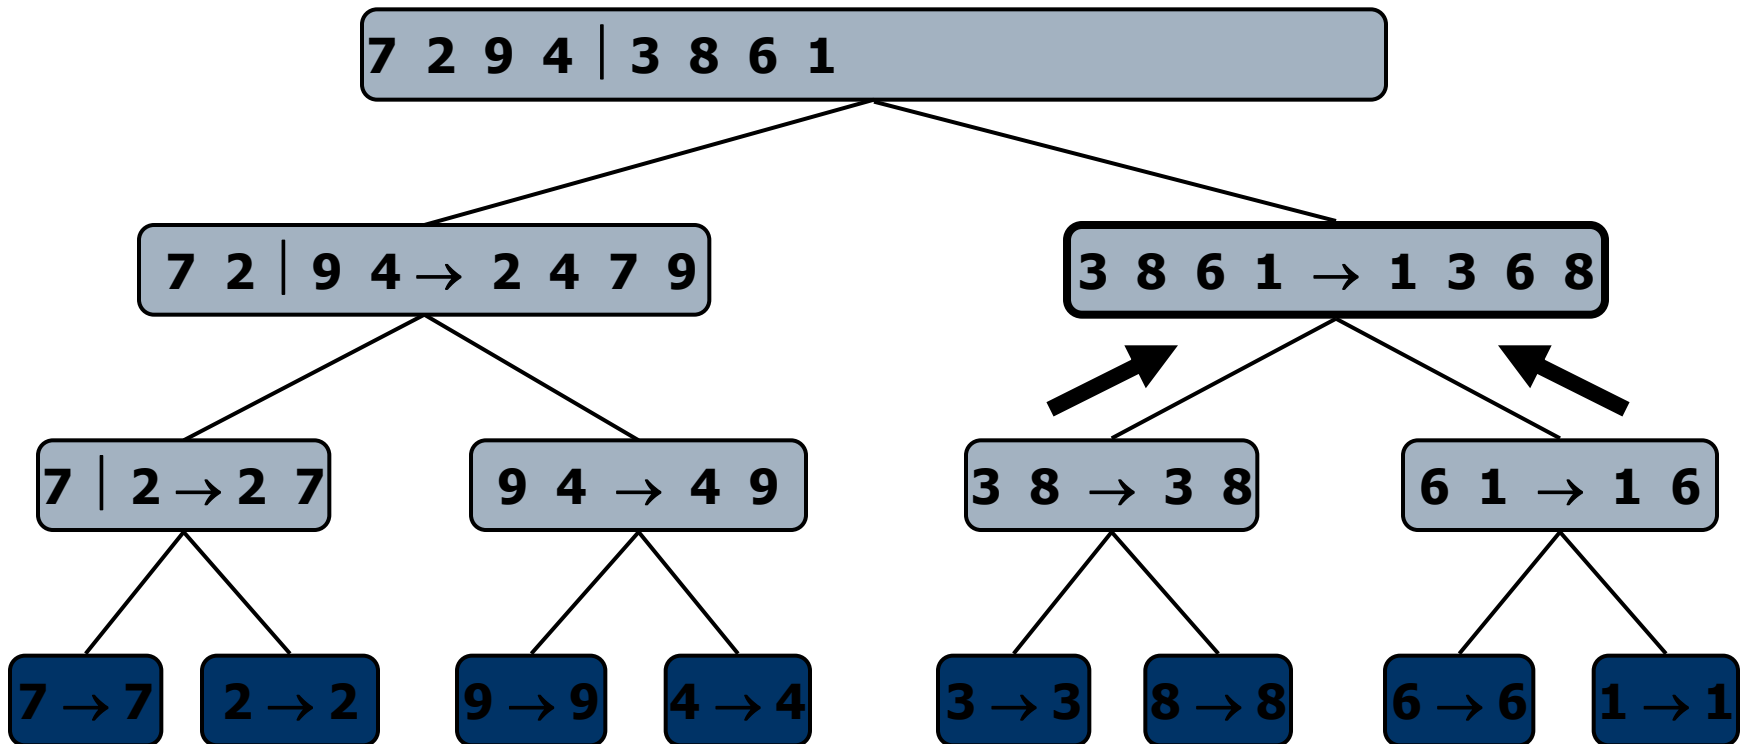 7 2 9 4 | 3 8 6 1
7 2 | 9 4 → 2 4 7 9
3 8 6 1 → 1 3 6 8
7 | 2 → 2 7
9 4 → 4 9
3 8 → 3 8
6 1 → 1 6
7 → 7
2 → 2
9 → 9
4 → 4
3 → 3
8 → 8
6 → 6
1 → 1